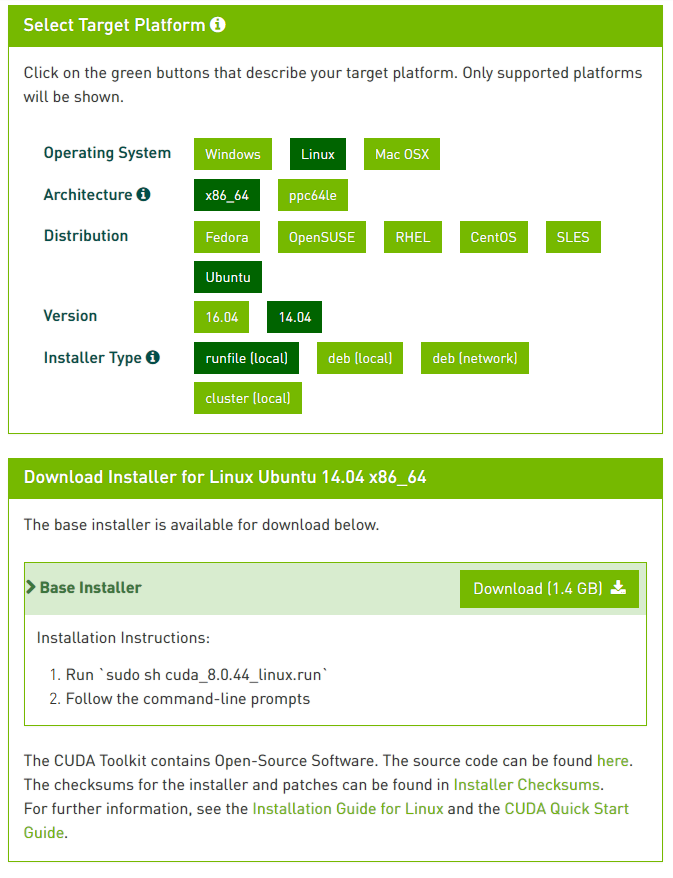 Select Target Platform
Click on the green buttons that describe your target platform. Only supported platforms
will be shown.
Operating System Windows Linux Mac OSX
Architecture x86_64 ppc64le
Distribution Fedora OpenSUSE RHEL CentOS SLES
Ubuntu
Version 16.04 14.04
Installer Type runfile (local) deb (local) deb (network)
cluster (local)
Download Installer for Linux Ubuntu 14.04 x86_64
The base installer is available for download below.
Base Installer Download (1.4 GB)
Installation Instructions:
1. Run `sudo sh cuda_8.0.44_linux.run`
2. Follow the command-line prompts
The CUDA Toolkit contains Open-Source Software. The source code can be found here.
The checksums for the installer and patches can be found in Installer Checksums.
For further information, see the Installation Guide for Linux and the CUDA Quick Start
Guide.